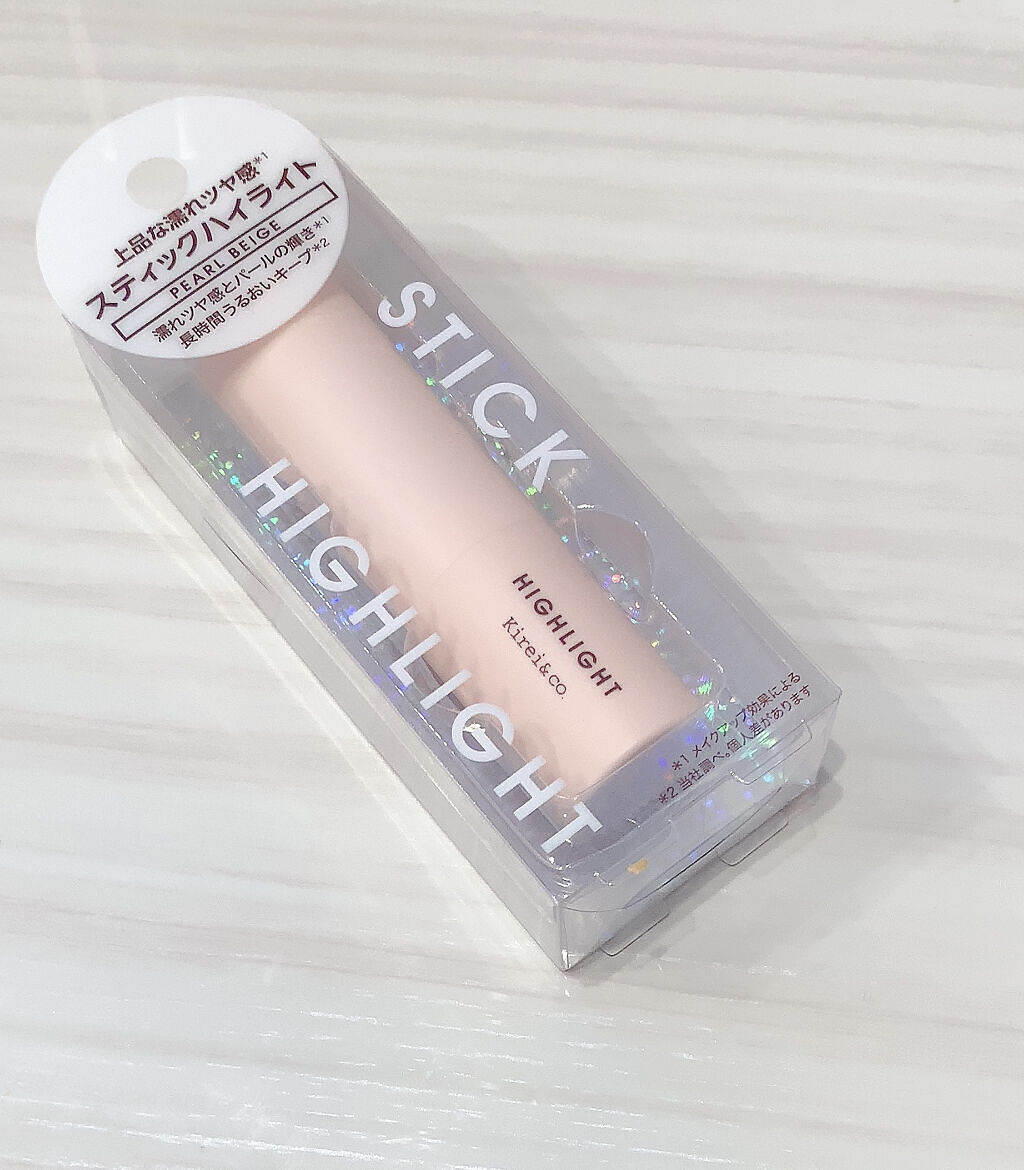 上品な濡れツヤ感*1
スティックハイライト
PEARL BEIGE
濡れツヤ感とパールの輝き*1
長時間うるおいキープ*2
STICK
HIGHLIGHT
HIGHLIGHT
Kirei&co.
*1 メイクアップ効果による
*2 当社調べ。個人差があります